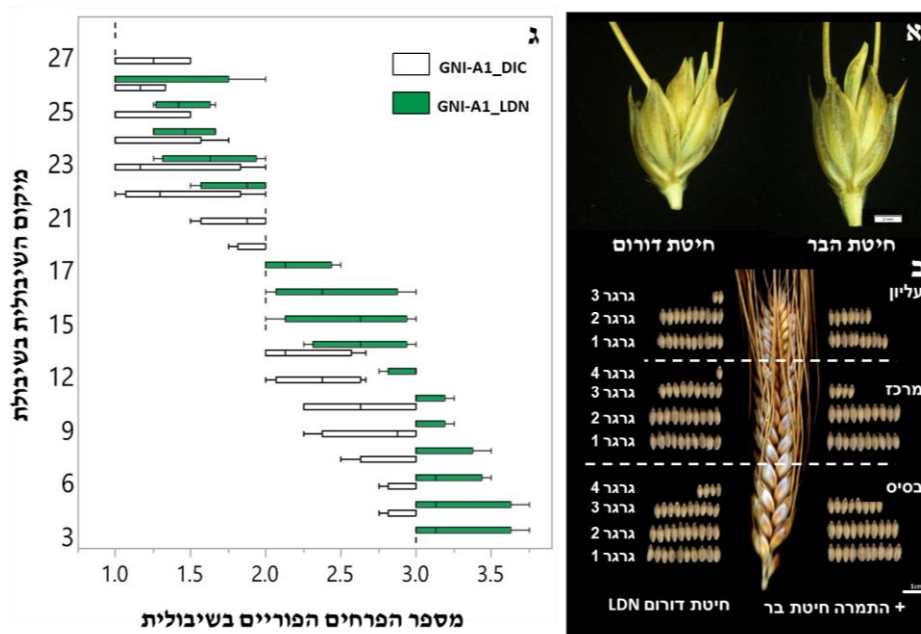 א
חיטת הבר
חיטת דורום
2 mm
ב
עליון
גרגר 3
גרגר 2
גרגר 1
מרכז
גרגר 4
גרגר 3
גרגר 2
גרגר 1
בסיס
גרגר 4
גרגר 3
גרגר 2
גרגר 1
1cm
חיטת דורום LDN
+ התמרה חיטת בר
ג
GNI-A1_DIC
GNI-A1_LDN
מיקום השיבולית בשיבולת
27
25
23
21
17
15
12
9
6
3
1.0 1.5 2.0 2.5 3.0 3.5
מספר הפרחים הפוריים בשיבולית